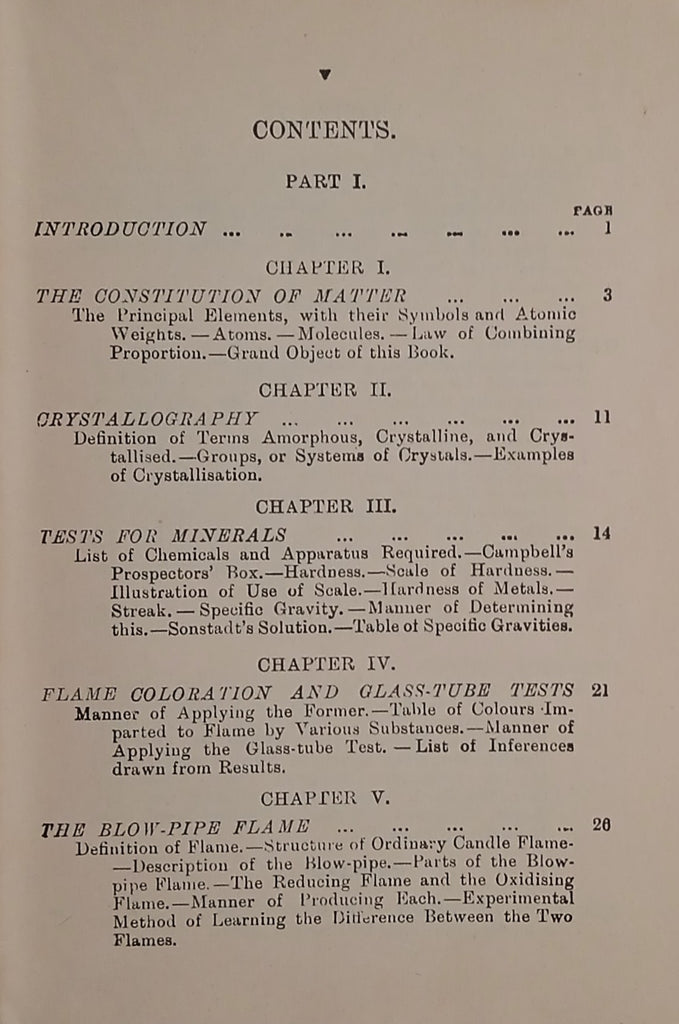 ▼
CONTENTS.
PART I.
PAGE
INTRODUCTION ... .. ... ... ... ... ... 1
CHAPTER I.
THE CONSTITUTION OF MATTER ... ... ... 3
The Principal Elements, with their Symbols and Atomic
Weights. — Atoms. — Molecules. — Law of Combining
Proportion.—Grand Object of this Book.
CHAPTER II.
CRYSTALLOGRAPHY ... ... ... ... ... ... 11
Definition of Terms Amorphous, Crystalline, and Crys-
tallised.—Groups, or Systems of Crystals.—Examples
of Crystallisation.
CHAPTER III.
TESTS FOR MINERALS ... ... ... ... ... 14
List of Chemicals and Apparatus Required.—Campbell's
Prospectors' Box.—Hardness.—Scale of Hardness.—
Illustration of Use of Scale.—Hardness of Metals.—
Streak. — Specific Gravity. — Manner of Determining
this.—Sonstadt's Solution.—Table of Specific Gravities.
CHAPTER IV.
FLAME COLORATION AND GLASS-TUBE TESTS 21
Manner of Applying the Former.—Table of Colours Im-
parted to Flame by Various Substances.—Manner of
Applying the Glass-tube Test. — List of Inferences
drawn from Results.
CHAPTER V.
THE BLOW-PIPE FLAME ... ... ... ... ... 26
Definition of Flame.—Structure of Ordinary Candle Flame-
—Description of the Blow-pipe.—Parts of the Blow-
pipe Flame.—The Reducing Flame and the Oxidising
Flame.—Manner of Producing Each.—Experimental
Method of Learning the Difference Between the Two
Flames.